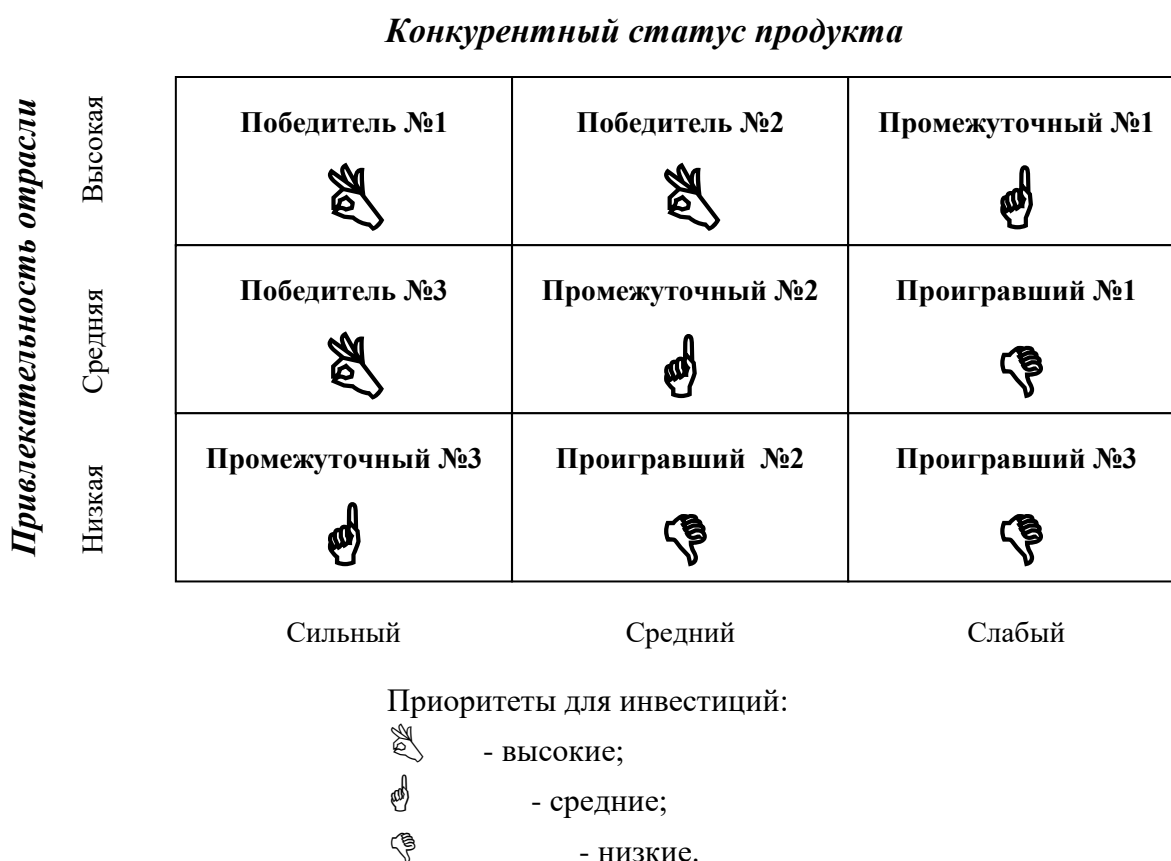 Конкурентный статус продукта
Привлекательность отрасли
Высокая
Победитель №1
Победитель №2
Промежуточный №1
Средняя
Победитель №3
Промежуточный №2
Проигравший №1
Низкая
Промежуточный №3
Проигравший №2
Проигравший №3
Сильный
Средний
Слабый
Приоритеты для инвестиций:
- высокие;
- средние;
- низкие.